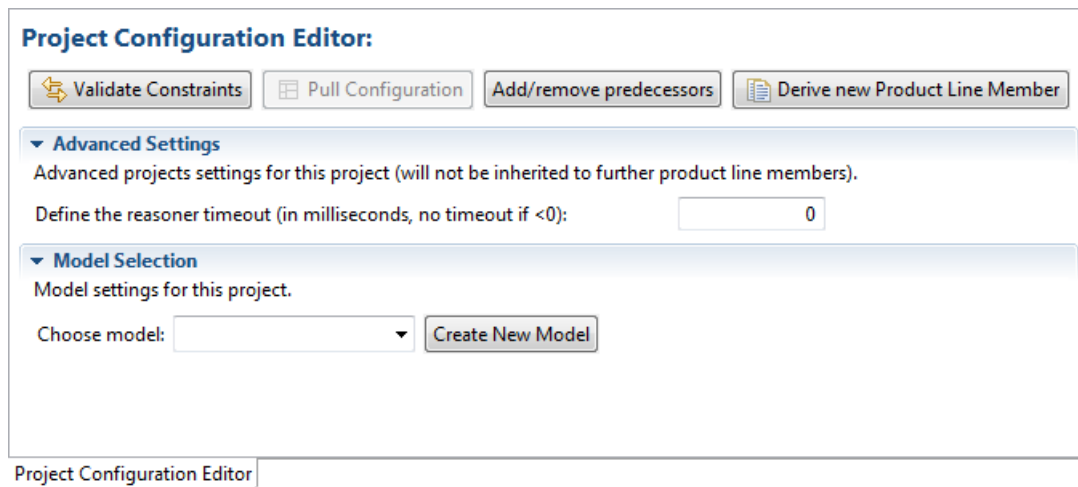 Project Configuration Editor:
Validate Constraints Pull Configuration Add/remove predecessors Derive new Product Line Member
Advanced Settings
Advanced projects settings for this project (will not be inherited to further product line members).
Define the reasoner timeout (in milliseconds, no timeout if <0): 0
Model Selection
Model settings for this project.
Choose model: Create New Model
Project Configuration Editor